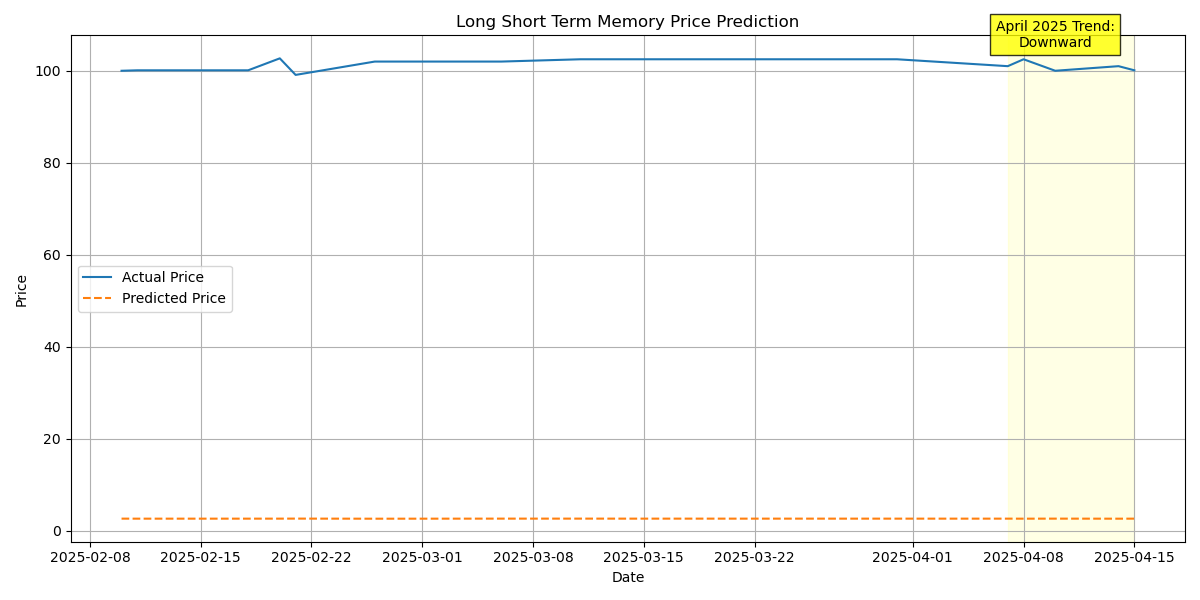 Long Short Term Memory Price Prediction
April 2025 Trend:
Downward
100
80
60
40
20
0
Price
Actual Price
Predicted Price
2025-02-08
2025-02-15
2025-02-22
2025-03-01
2025-03-08
2025-03-15
2025-03-22
2025-04-01
2025-04-08
2025-04-15
Date